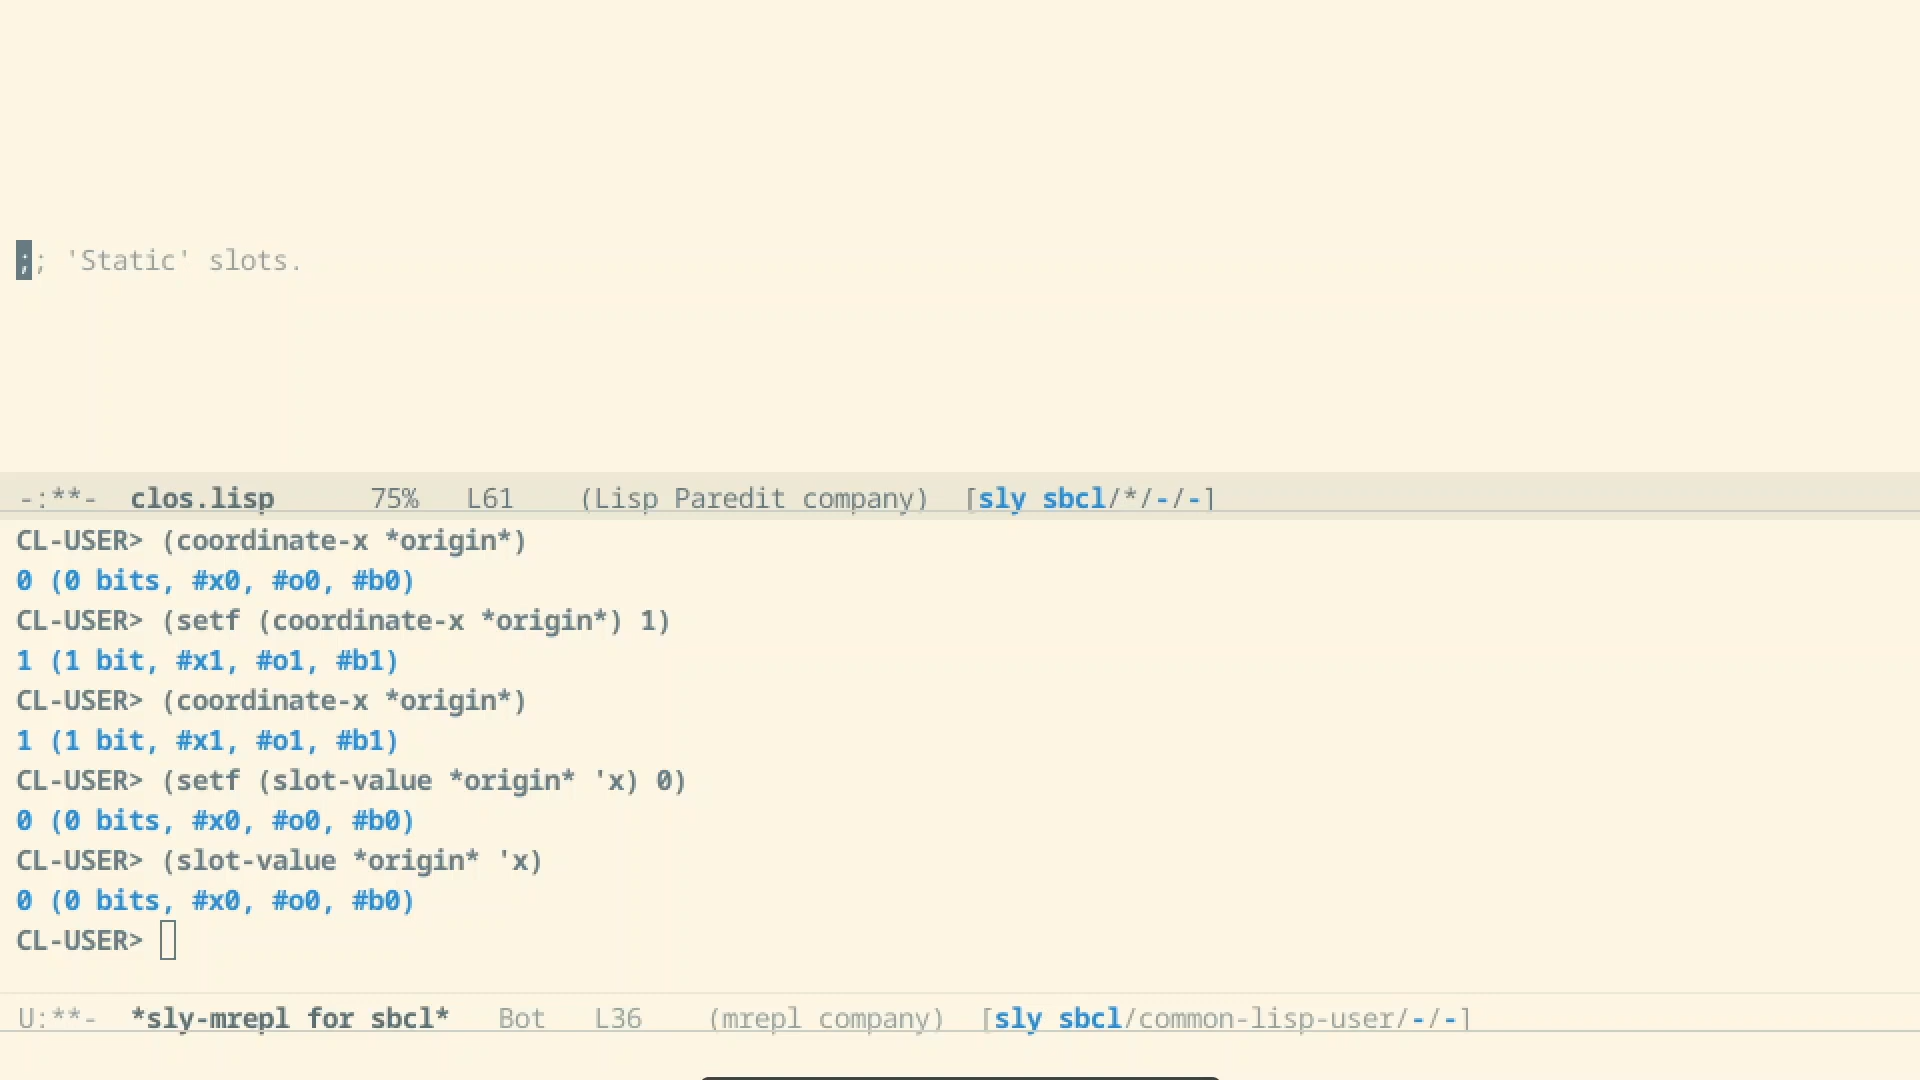 ;; 'Static' slots.
-:**-  clos.lisp      75%   L61    (Lisp Paredit company)  [sly sbcl/*/-/-]
CL-USER> (coordinate-x *origin*)
0 (0 bits, #x0, #o0, #b0)
CL-USER> (setf (coordinate-x *origin*) 1)
1 (1 bit, #x1, #o1, #b1)
CL-USER> (coordinate-x *origin*)
1 (1 bit, #x1, #o1, #b1)
CL-USER> (setf (slot-value *origin* 'x) 0)
0 (0 bits, #x0, #o0, #b0)
CL-USER> (slot-value *origin* 'x)
0 (0 bits, #x0, #o0, #b0)
CL-USER>
U:**-  *sly-mrepl for sbcl*   Bot   L36    (mrepl company)  [sly sbcl/common-lisp-user/-/-]